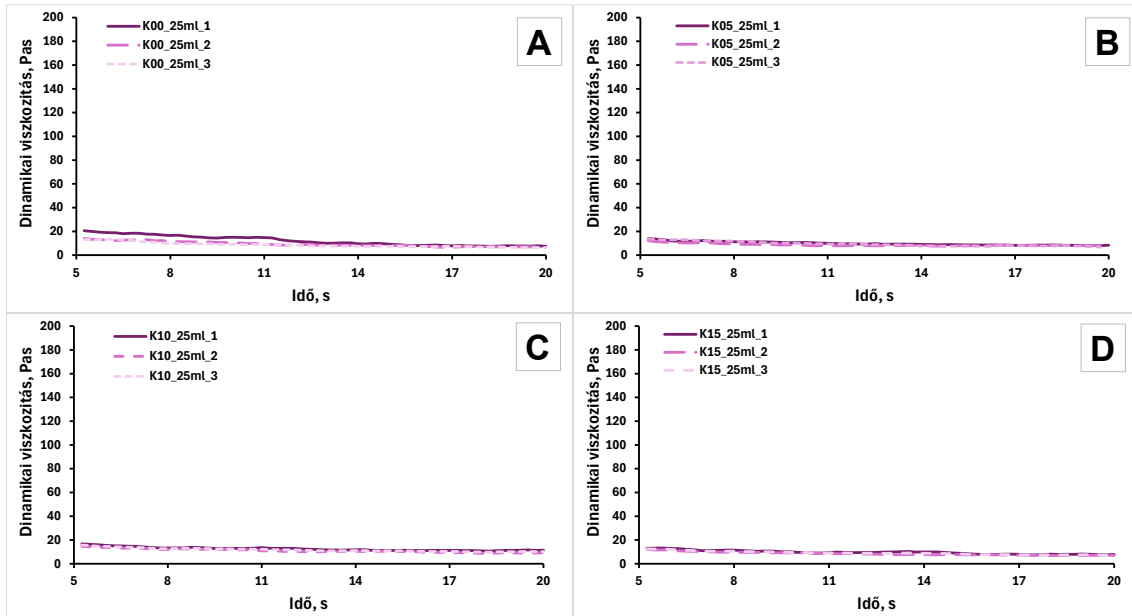 A
K00_25ml_1
K00_25ml_2
K00_25ml_3
Dinamikai viszkozitás, Pas
200
180
160
140
120
100
80
60
40
20
0
5 8 11 14 17 20
Idő, s
B
K05_25ml_1
K05_25ml_2
K05_25ml_3
Dinamikai viszkozitás, Pas
200
180
160
140
120
100
80
60
40
20
0
5 8 11 14 17 20
Idő, s
C
K10_25ml_1
K10_25ml_2
K10_25ml_3
Dinamikai viszkozitás, Pas
200
180
160
140
120
100
80
60
40
20
0
5 8 11 14 17 20
Idő, s
D
K15_25ml_1
K15_25ml_2
K15_25ml_3
Dinamikai viszkozitás, Pas
200
180
160
140
120
100
80
60
40
20
0
5 8 11 14 17 20
Idő, s